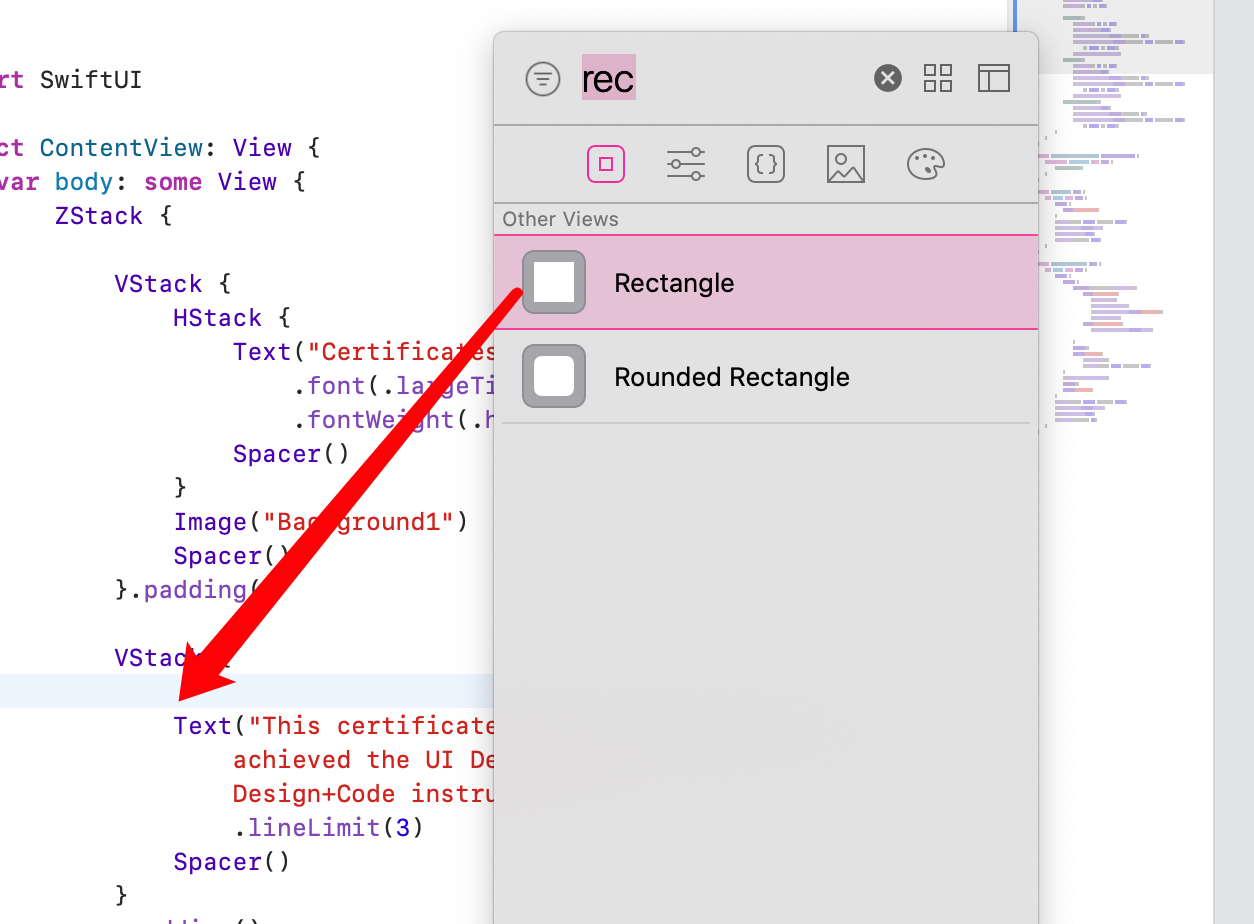 rt SwiftUI
ct ContentView: View {
var body: some View {
ZStack {
VStack {
HStack {
Text("Certificates
.font(.largeTi
.fontWeight(.h
Spacer()
}
Image("Background1")
Spacer()
}.padding(
VStack {
Text("This certificate
achieved the UI De
Design+Code instru
.lineLimit(3)
Spacer()
}
rec
Other Views
Rectangle
Rounded Rectangle